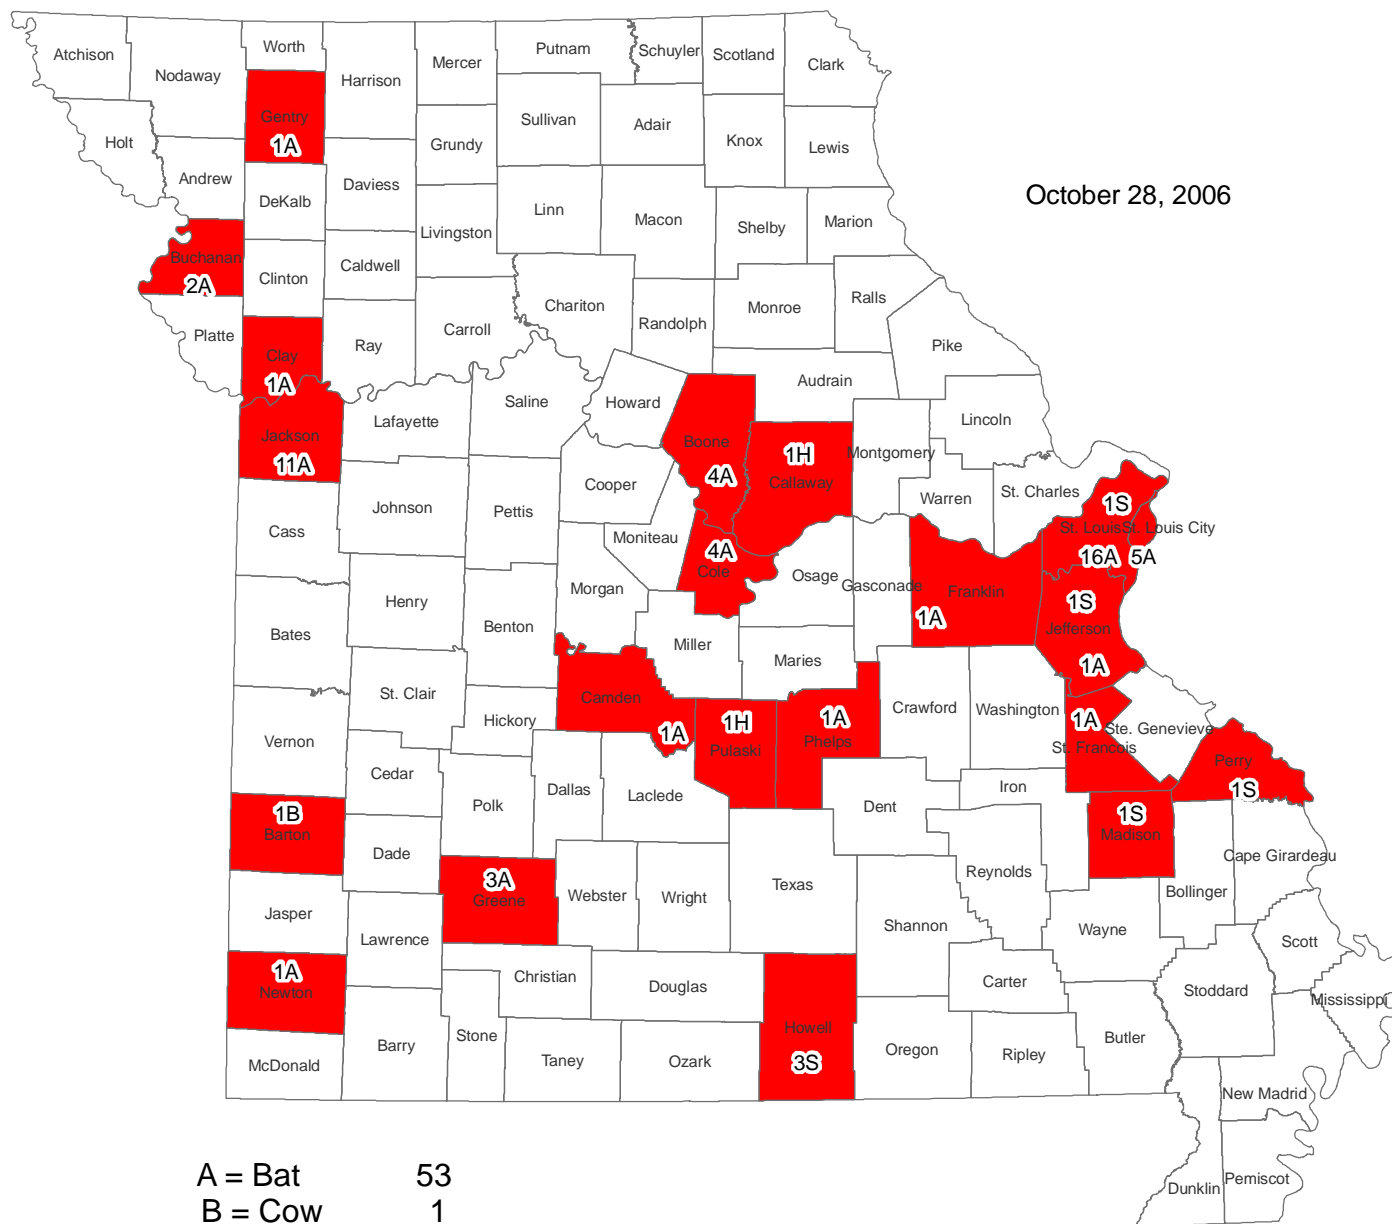 Atchison
Nodaway
Worth
Harrison
Mercer
Putnam
Schuyler
Scotland
Clark
Holt
Gentry
1A
Grundy
Sullivan
Adair
Knox
Lewis
Andrew
DeKalb
Daviess
Livingston
Linn
Macon
Shelby
Marion
October 28, 2006
Buchanan
2A
Clinton
Caldwell
Chariton
Randolph
Monroe
Ralls
Platte
Clay
1A
Ray
Carroll
Pike
Audrain
Jackson
11A
Lafayette
Saline
Howard
Boone
4A
1H
Callaway
Montgomery
Lincoln
Cass
Johnson
Pettis
Cooper
Moniteau
4A
Cole
Warren
St. Charles
1S
St. Louis
St. Louis City
16A
5A
Bates
Henry
Benton
Morgan
Osage
Gasconade
Franklin
1A
1S
Jefferson
1A
Miller
Maries
St. Clair
Hickory
Camden
1A
1H
Pulaski
1A
Phelps
Crawford
Washington
1A
St. Francois
Ste. Genevieve
Perry
1S
Vernon
Cedar
Polk
Dallas
Laclede
Dent
Iron
1S
Madison
1B
Barton
Dade
3A
Greene
Webster
Wright
Texas
Reynolds
Cape Girardeau
Bollinger
Jasper
Lawrence
Shannon
Wayne
Scott
1A
Newton
Christian
Douglas
Carter
Stoddard
Mississippi
McDonald
Barry
Stone
Taney
Ozark
Howell
3S
Oregon
Ripley
Butler
New Madrid
Dunklin
Pemiscot
A = Bat 53
B = Cow 1